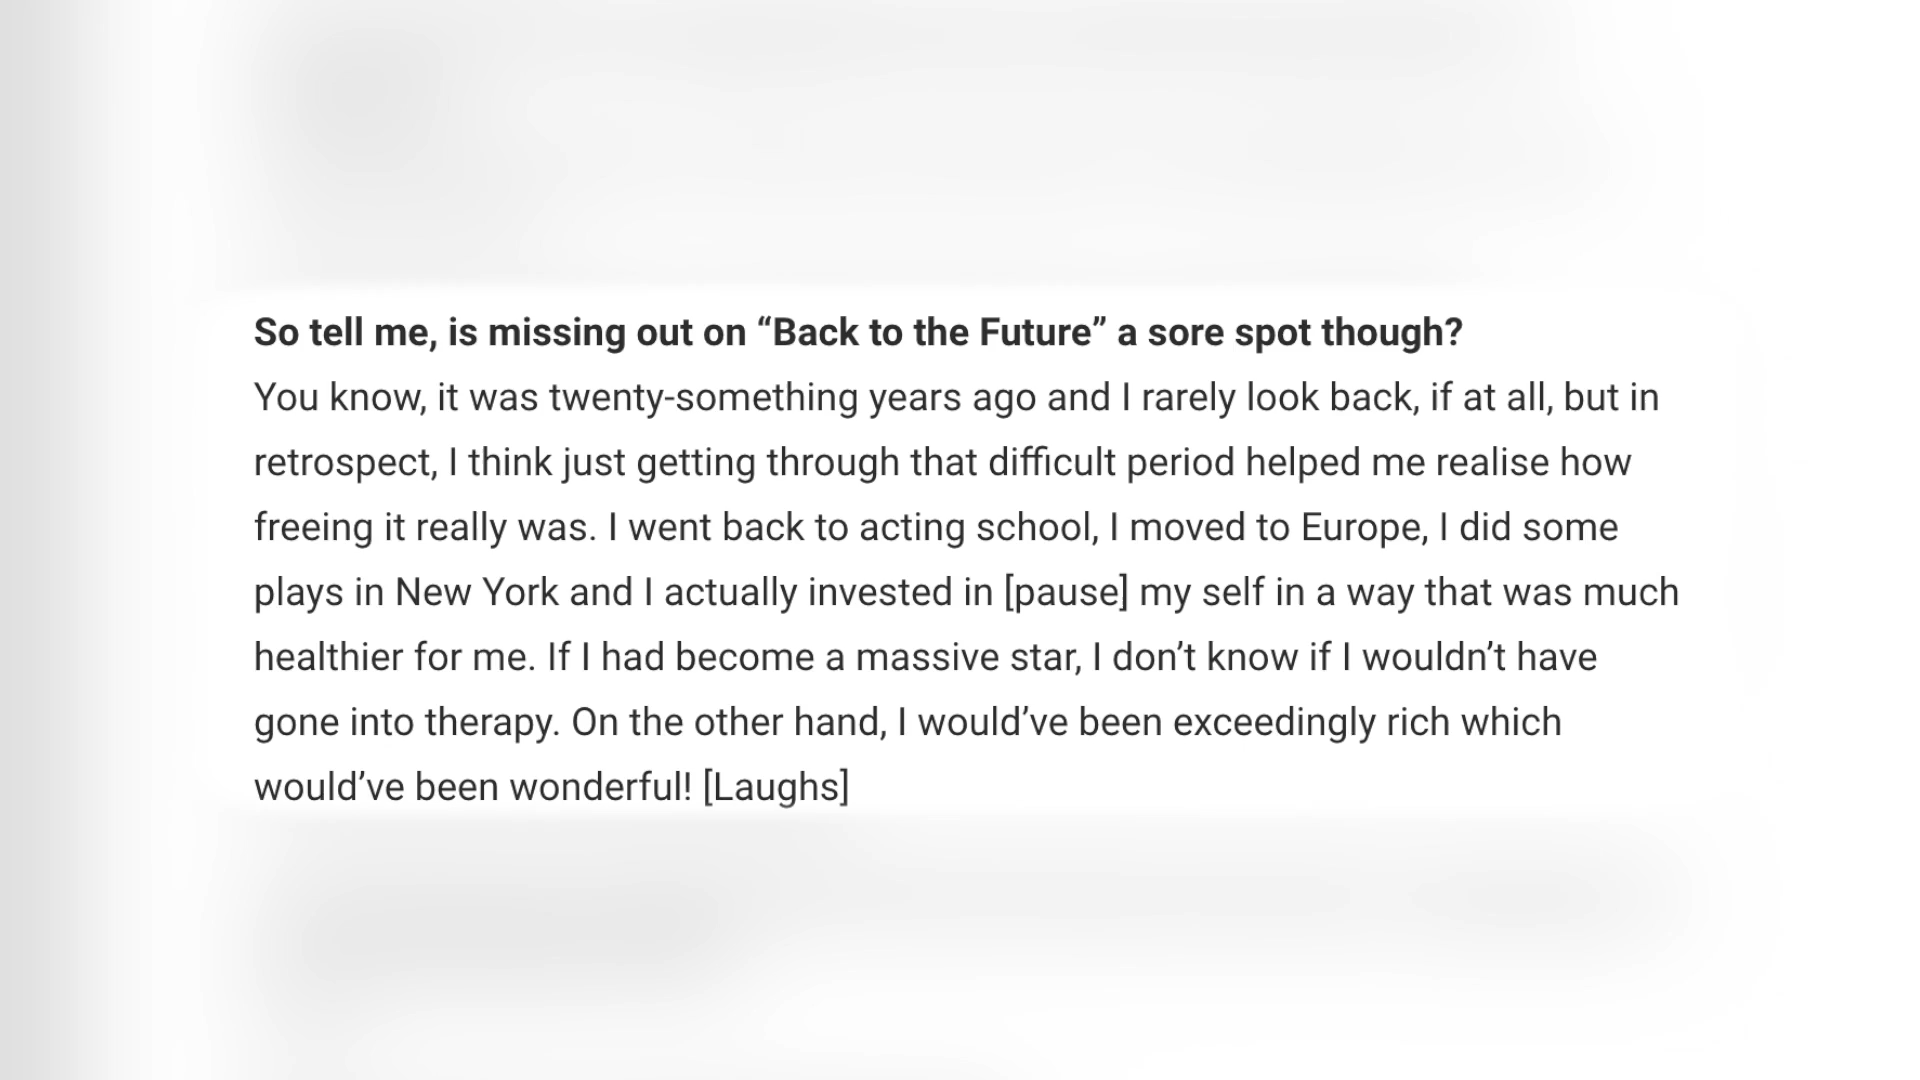 So tell me, is missing out on “Back to the Future” a sore spot though?
You know, it was twenty-something years ago and I rarely look back, if at all, but in
retrospect, I think just getting through that difficult period helped me realise how
freeing it really was. I went back to acting school, I moved to Europe, I did some
plays in New York and I actually invested in [pause] my self in a way that was much
healthier for me. If I had become a massive star, I don’t know if I wouldn’t have
gone into therapy. On the other hand, I would’ve been exceedingly rich which
would’ve been wonderful! [Laughs]